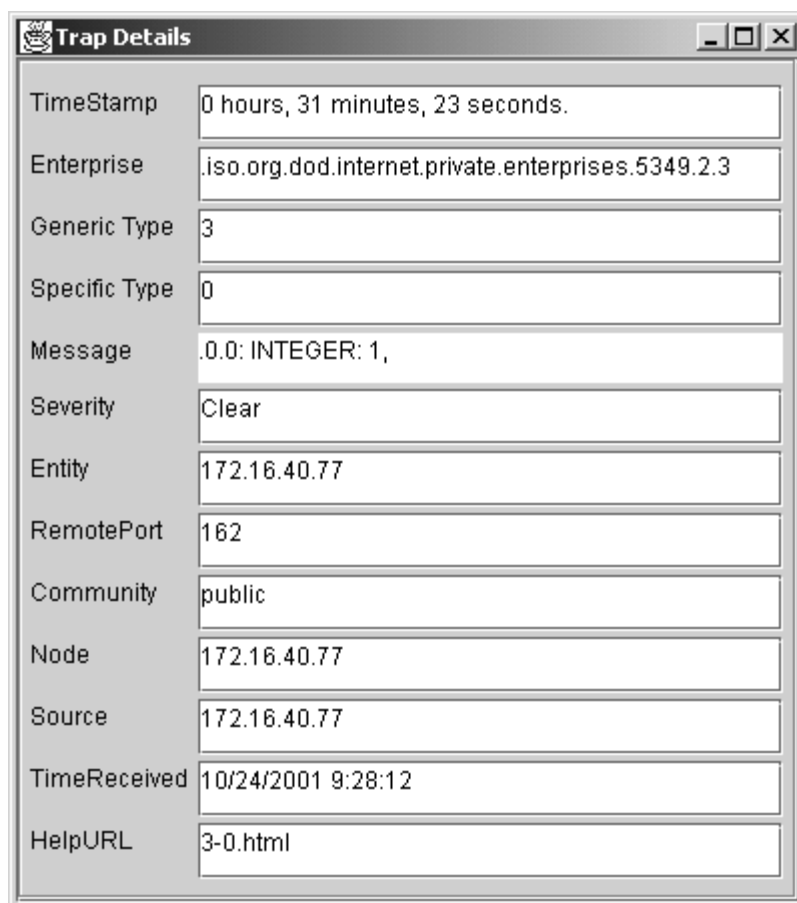 Trap Details
TimeStamp 0 hours, 31 minutes, 23 seconds.
Enterprise .iso.org.dod.internet.private.enterprises.5349.2.3
Generic Type 3
Specific Type 0
Message .0.0: INTEGER: 1,
Severity Clear
Entity 172.16.40.77
RemotePort 162
Community public
Node 172.16.40.77
Source 172.16.40.77
TimeReceived 10/24/2001 9:28:12
HelpURL 3-0.html